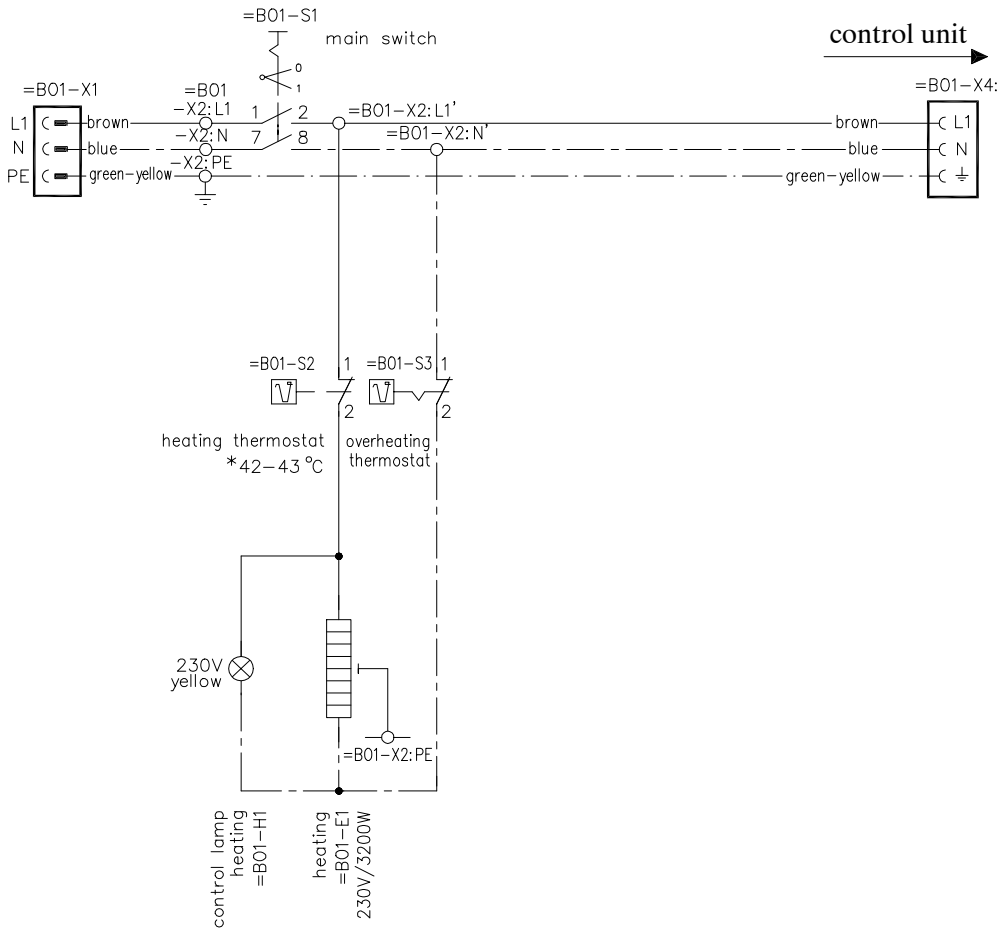 =B01-S1
main switch
control unit
0
1
=B01-X1
=B01
=B01-X4:
-X2:L1
1
2
=B01-X2:L1'
L1
brown
brown
L1
-X2:N
7
8
=B01-X2:N'
N
blue
blue
N
-X2:PE
PE
green-yellow
green-yellow
=B01-S2
1
=B01-S3
1
2
2
heating thermostat
*42-43°C
overheating
thermostat
230V
yellow
=B01-X2:PE
control lamp
heating
=B01-H1
heating
=B01-E1
230V/3200W